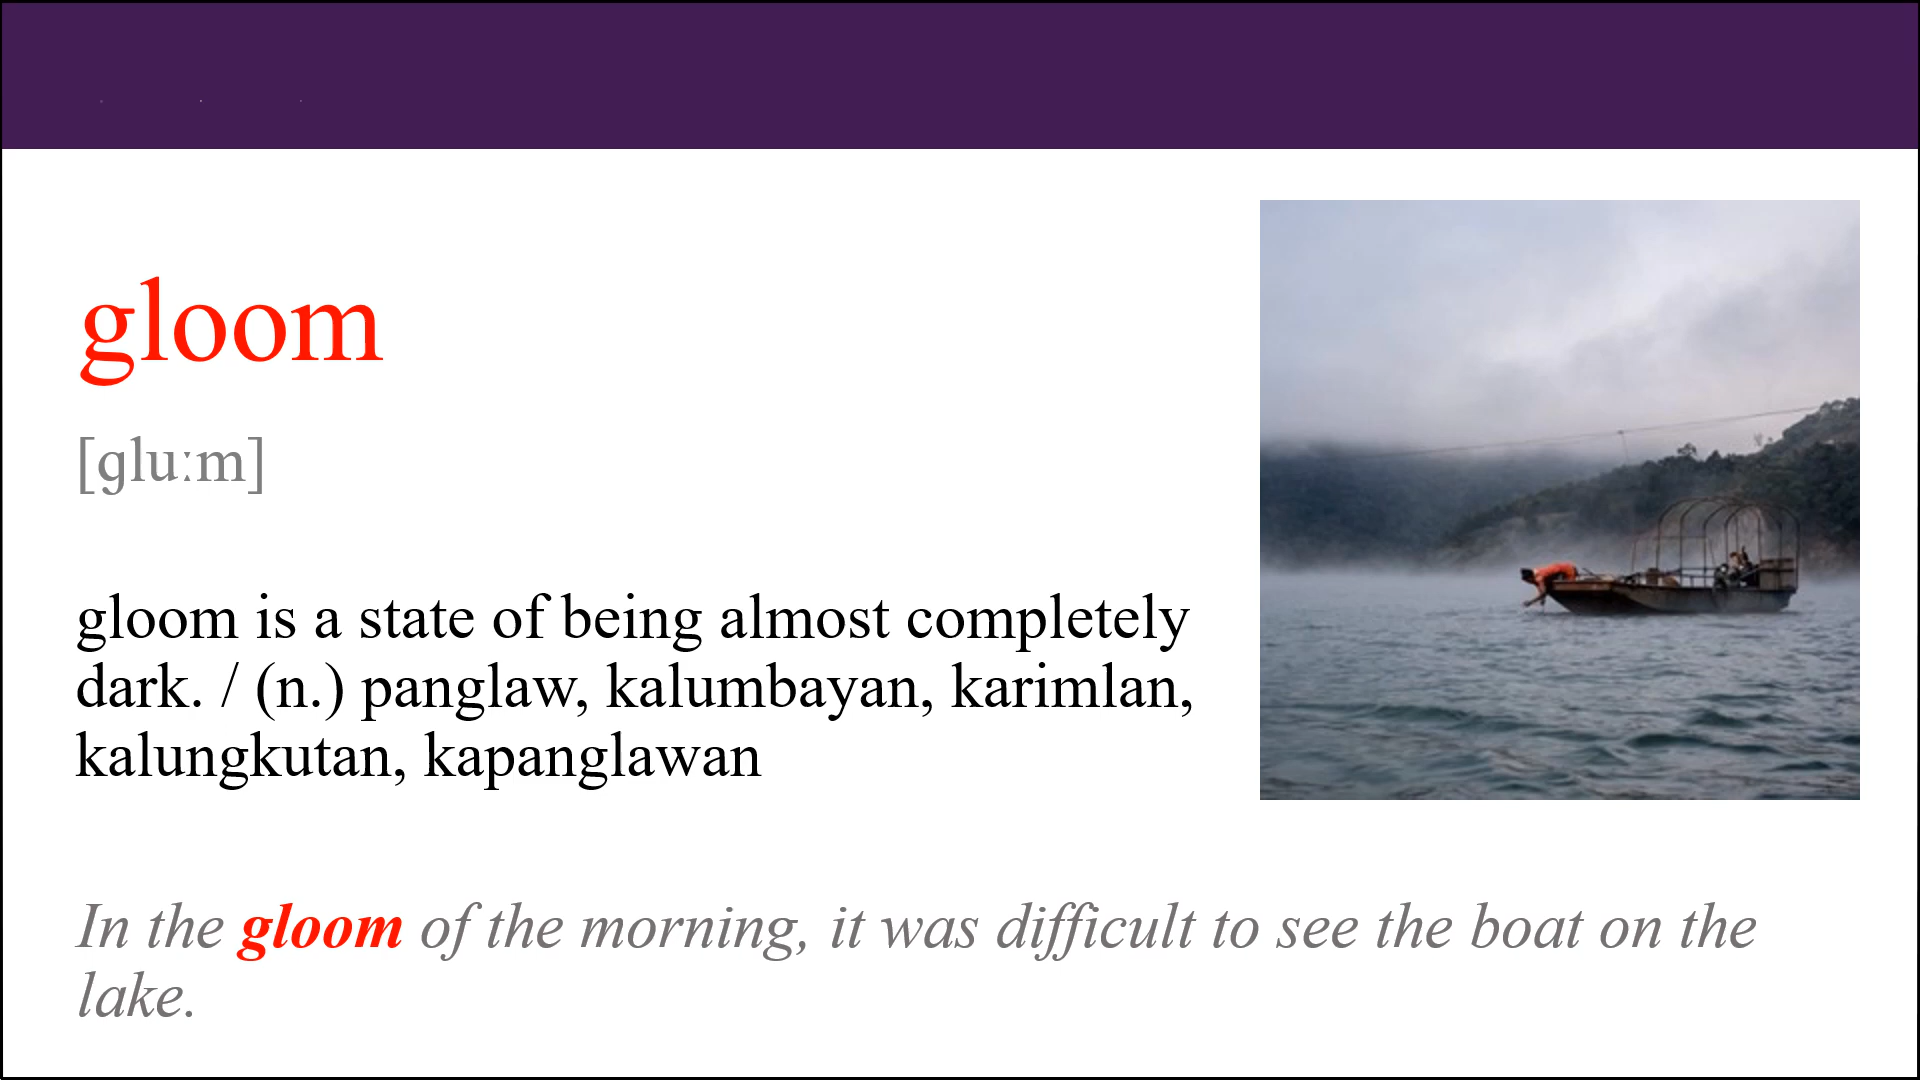 gloom
[ɡluːm]
gloom is a state of being almost completely
dark. / (n.) panglaw, kalumbayan, karimlan,
kalungkutan, kapanglawan
In the gloom of the morning, it was difficult to see the boat on the
lake.